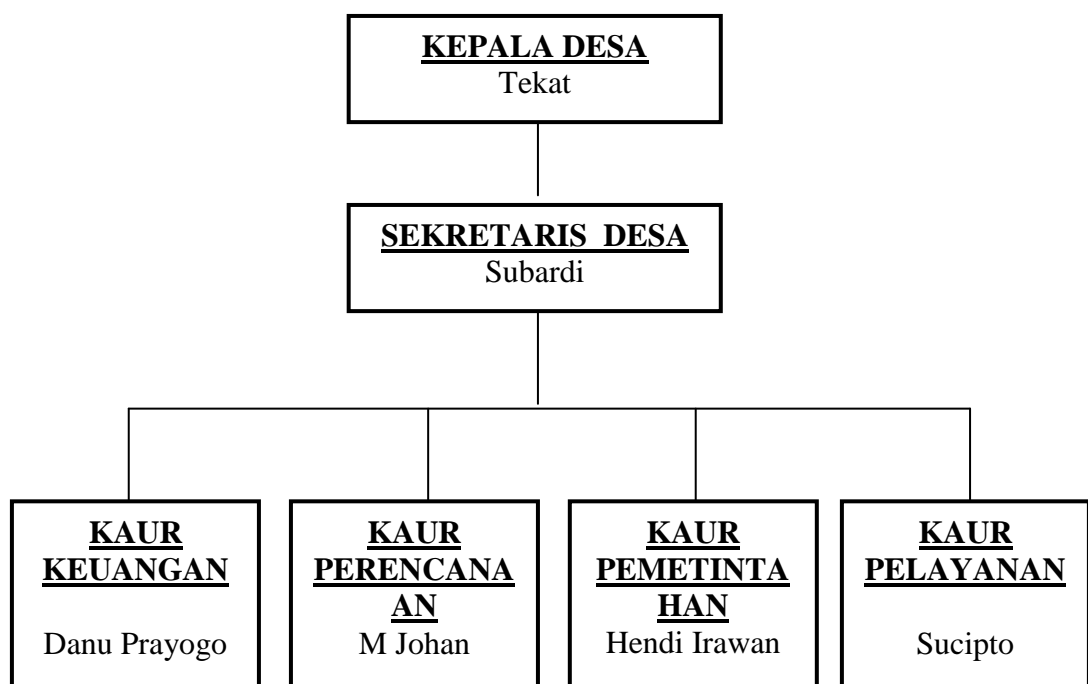 KEPALA DESA
Tekat
SEKRETARIS DESA
Subardi
KAUR
KEUANGAN
Danu Prayogo
KAUR
PERENCANA
AN
M Johan
KAUR
PEMETINTA
HAN
Hendi Irawan
KAUR
PELAYANAN
Sucipto